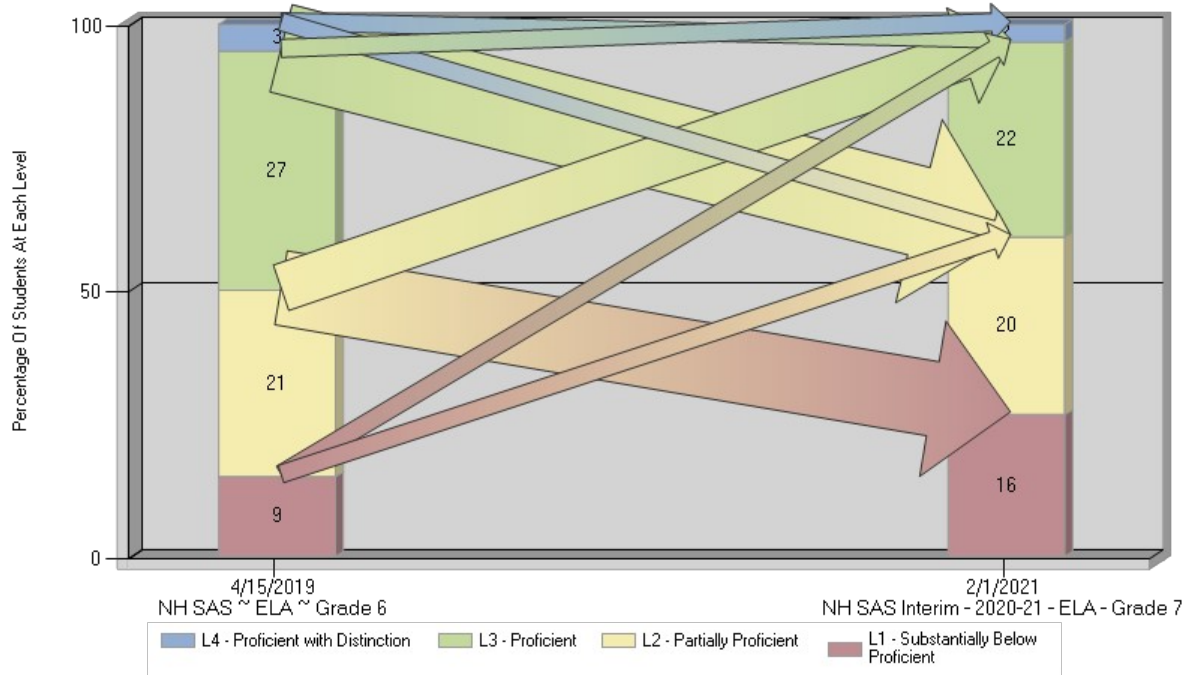 Percentage Of Students At Each Level
100
50
0
3
27
21
9
22
20
16
4/15/2019
NH SAS ~ ELA ~ Grade 6
2/1/2021
NH SAS Interim - 2020-21 - ELA - Grade 7
L4 - Proficient with Distinction
L3 - Proficient
L2 - Partially Proficient
L1 - Substantially Below
Proficient